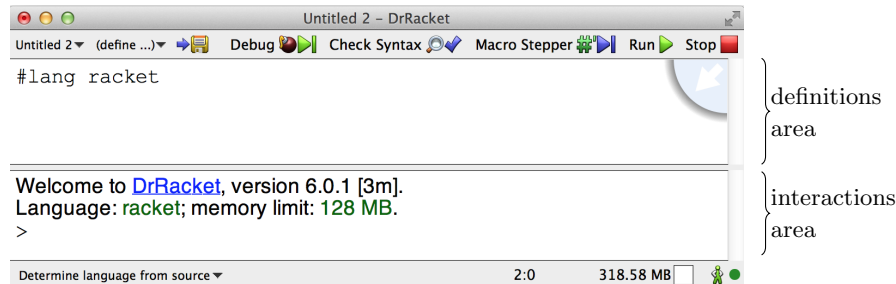 Untitled 2 - DrRacket
Untitled 2 (define ...) Debug Check Syntax Macro Stepper #' Run Stop
#lang racket
definitions
area
Welcome to DrRacket, version 6.0.1 [3m].
Language: racket; memory limit: 128 MB.
>
interactions
area
Determine language from source 2:0 318.58 MB